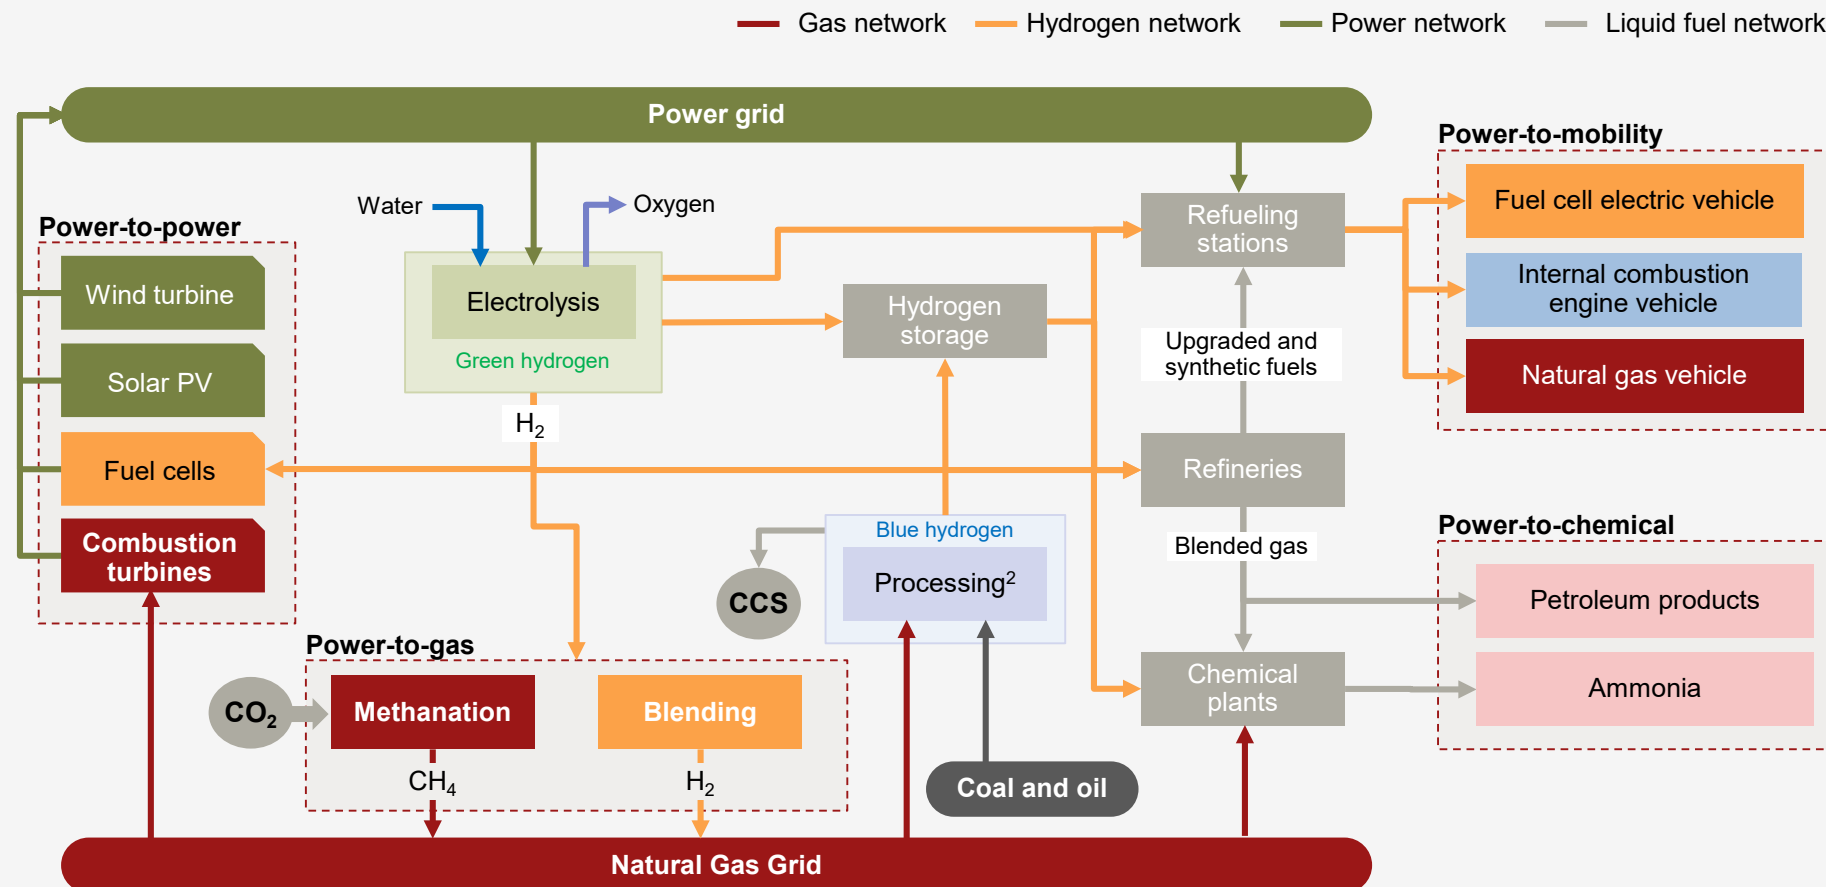 Gas network
Hydrogen network
Power network
Liquid fuel network
Power grid
Power-to-mobility
Water
Oxygen
Power-to-power
Wind turbine
Solar PV
Fuel cells
Combustion
turbines
Electrolysis
Green hydrogen
H₂
Hydrogen
storage
Refueling
stations
Upgraded and
synthetic fuels
Refineries
Blended gas
Fuel cell electric vehicle
Internal combustion
engine vehicle
Natural gas vehicle
Blue hydrogen
Processing²
CCS
Power-to-chemical
Petroleum products
Ammonia
Chemical
plants
Power-to-gas
CO₂
Methanation
Blending
CH₄
H₂
Coal and oil
Natural Gas Grid